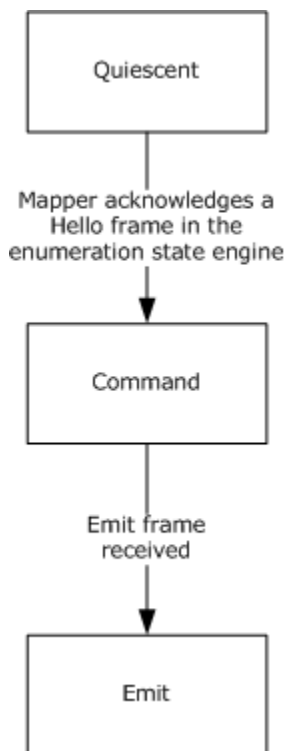 Quiescent
Mapper acknowledges a
Hello frame in the
enumeration state engine
Command
Emit frame
received
Emit